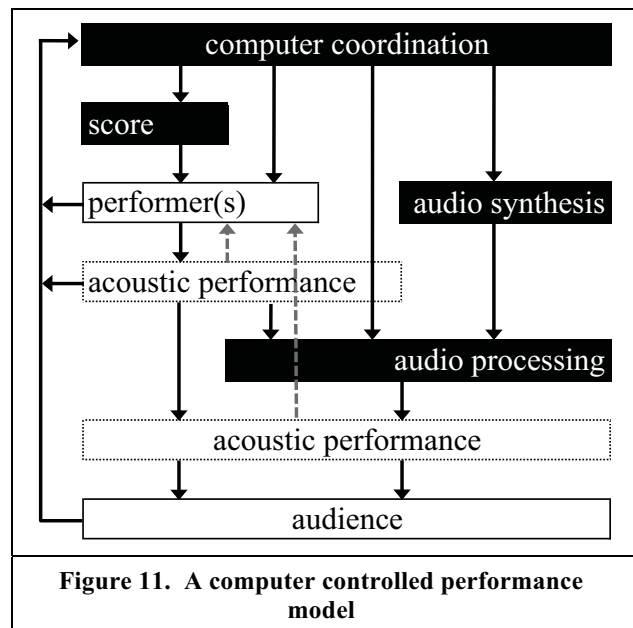 computer coordination
score
performer(s)
audio synthesis
acoustic performance
audio processing
acoustic performance
audience
Figure 11. A computer controlled performance
model